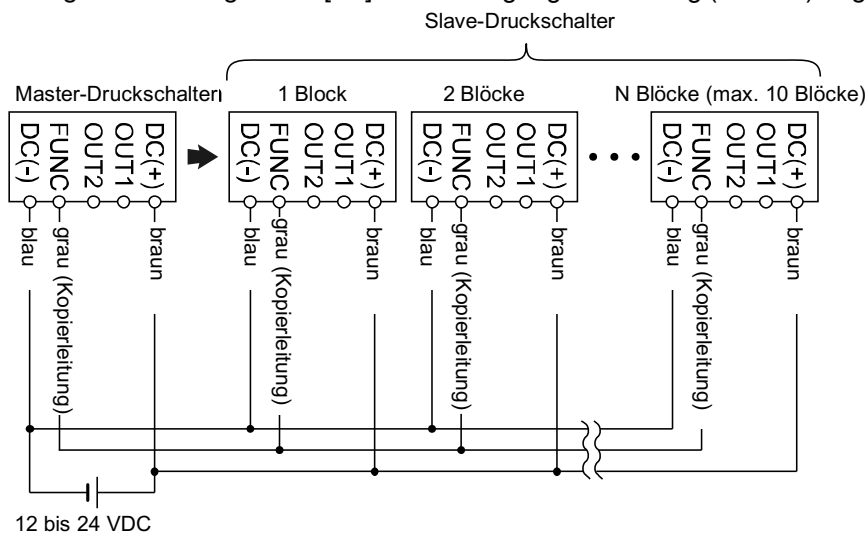 Slave-Druckschalter
Master-Druckschalter
1 Block
2 Blöcke
N Blöcke (max. 10 Blöcke)
DC(-)
FUNC
OUT2
OUT1
DC(+)
DC(-)
FUNC
OUT2
OUT1
DC(+)
DC(-)
FUNC
OUT2
OUT1
DC(+)
DC(-)
FUNC
OUT2
OUT1
DC(+)
blau
grau (Kopierleitung)
braun
blau
grau (Kopierleitung)
braun
blau
grau (Kopierleitung)
braun
blau
grau (Kopierleitung)
braun
12 bis 24 VDC